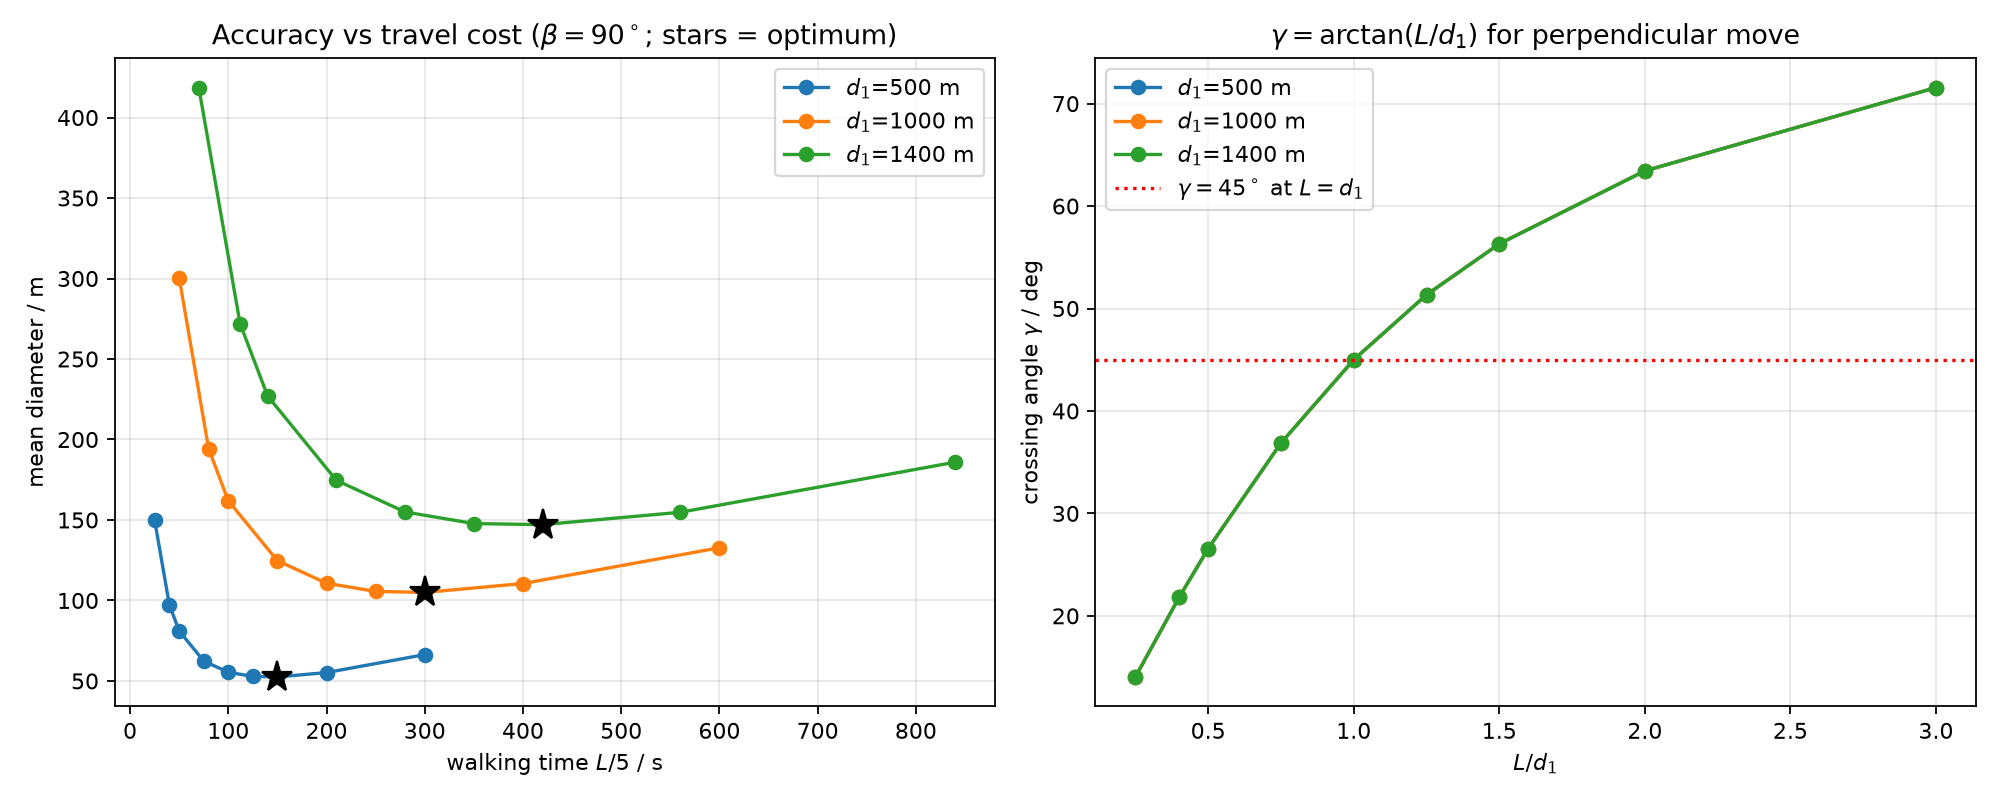 Accuracy vs travel cost (β = 90°; stars = optimum)
d₁=500 m
d₁=1000 m
d₁=1400 m
mean diameter / m
400
350
300
250
200
150
100
50
0 100 200 300 400 500 600 700 800
walking time L/5 / s
γ = arctan(L/d₁) for perpendicular move
d₁=500 m
d₁=1000 m
d₁=1400 m
γ = 45° at L = d₁
crossing angle γ / deg
70
60
50
40
30
20
0.5 1.0 1.5 2.0 2.5 3.0
L/d₁